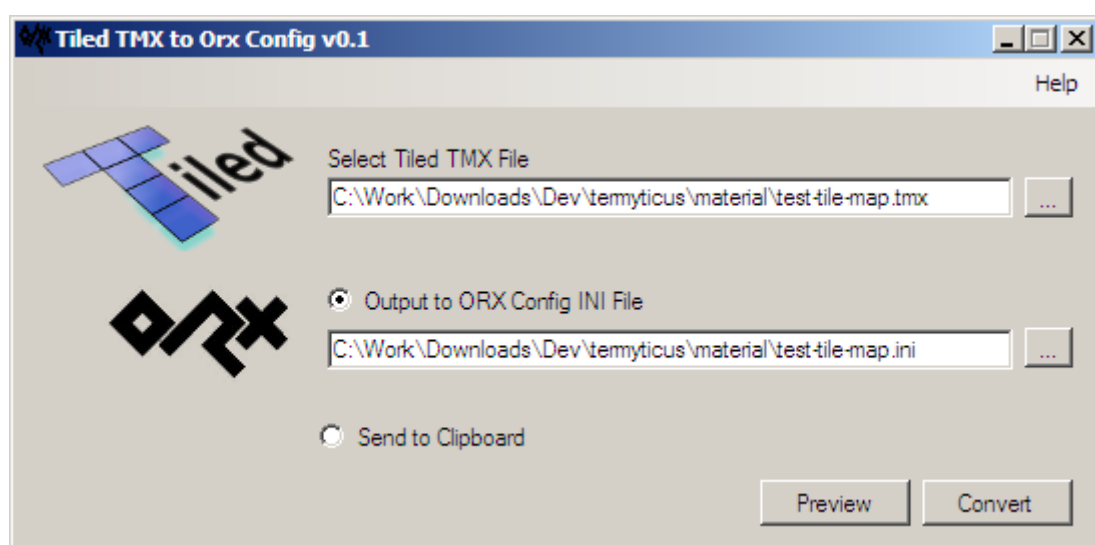 Tiled TMX to Orx Config v0.1
Help
Tiled
Select Tiled TMX File
C:\Work\Downloads\Dev\termyticus\material\test-tile-map.tmx
...
orx
Output to ORX Config INI File
C:\Work\Downloads\Dev\termyticus\material\test-tile-map.ini
...
Send to Clipboard
Preview
Convert